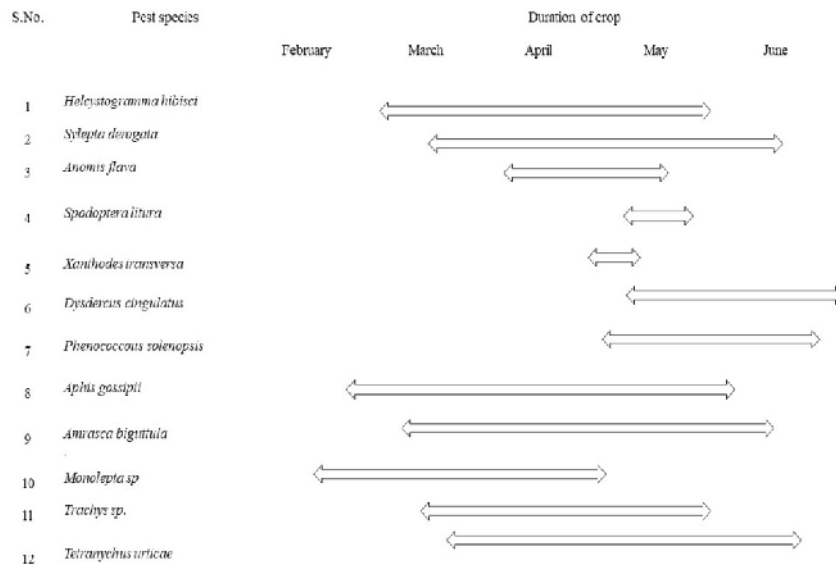 S.No. Pest species Duration of crop
February March April May June
1 Helcystogramma hibisci
2 Sylepta derogata
3 Anomis flava
4 Spodoptera litura
5 Xanthodes transversa
6 Dysdercus cingulatus
7 Phenococcous solenopsis
8 Aphis gossipii
9 Amrasca biguttula
10 Monolepta sp
11 Trachys sp.
12 Tetranychus urticae